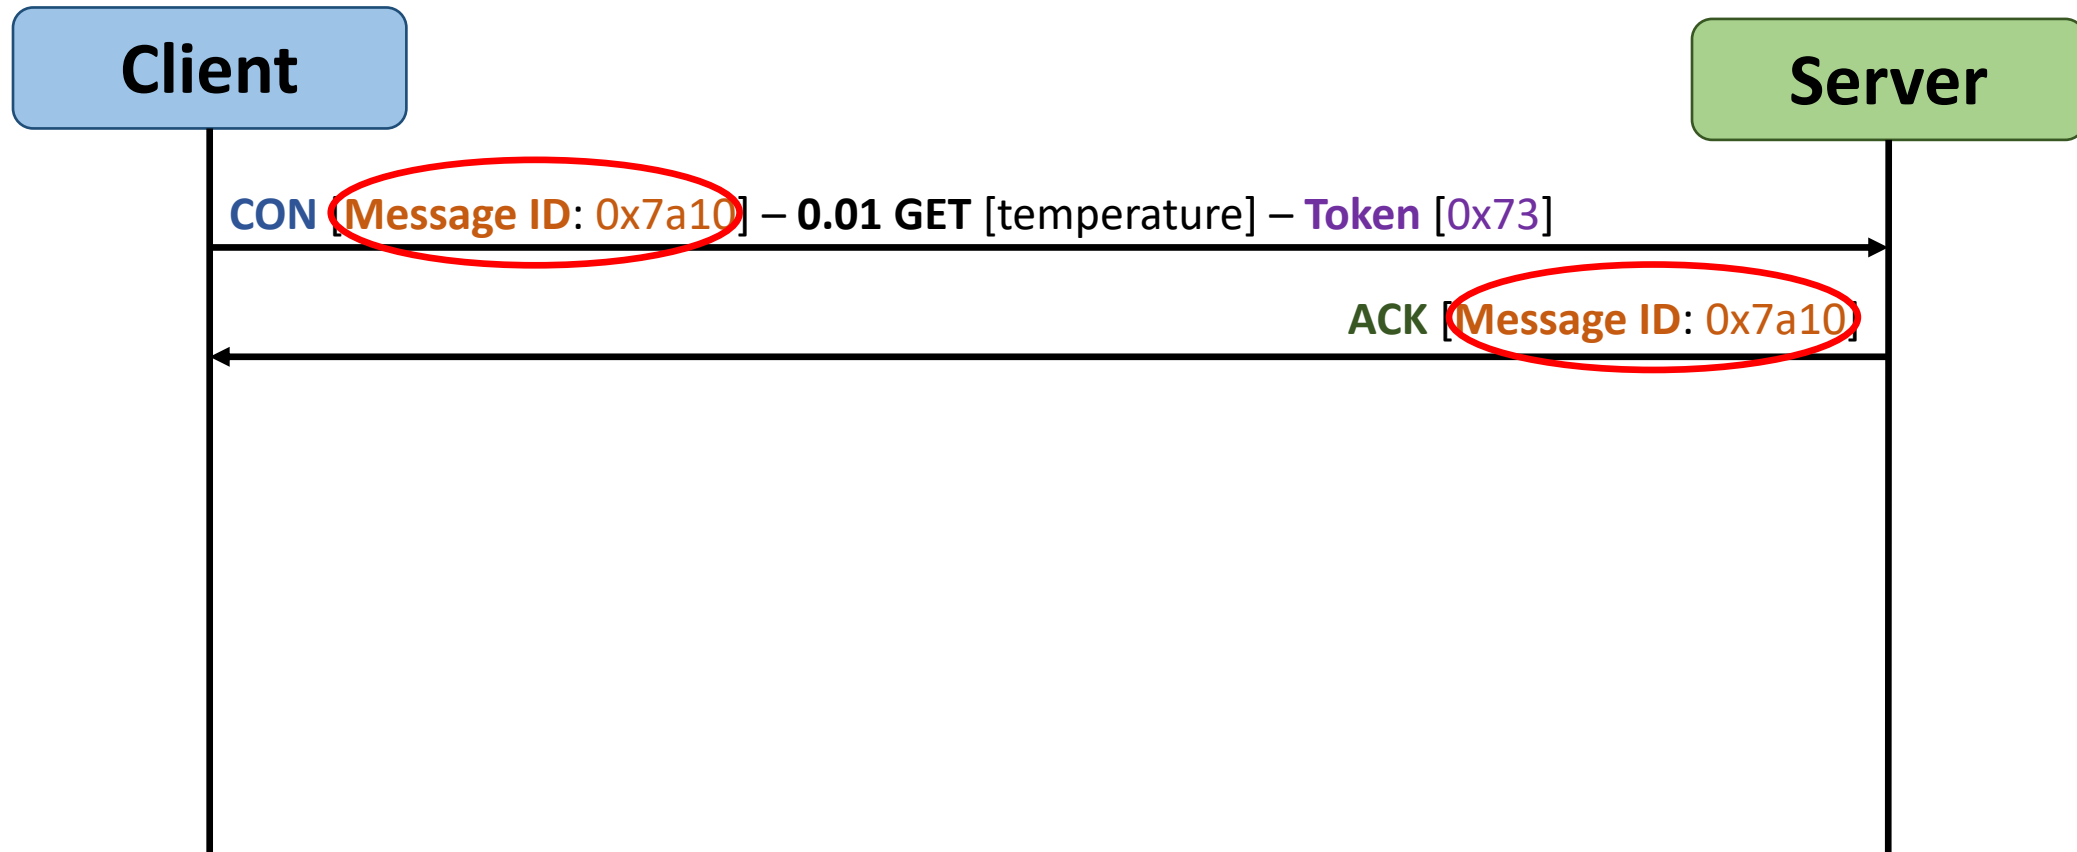 Client
Server
CON [Message ID: 0x7a10] – 0.01 GET [temperature] – Token [0x73]
ACK [Message ID: 0x7a10]